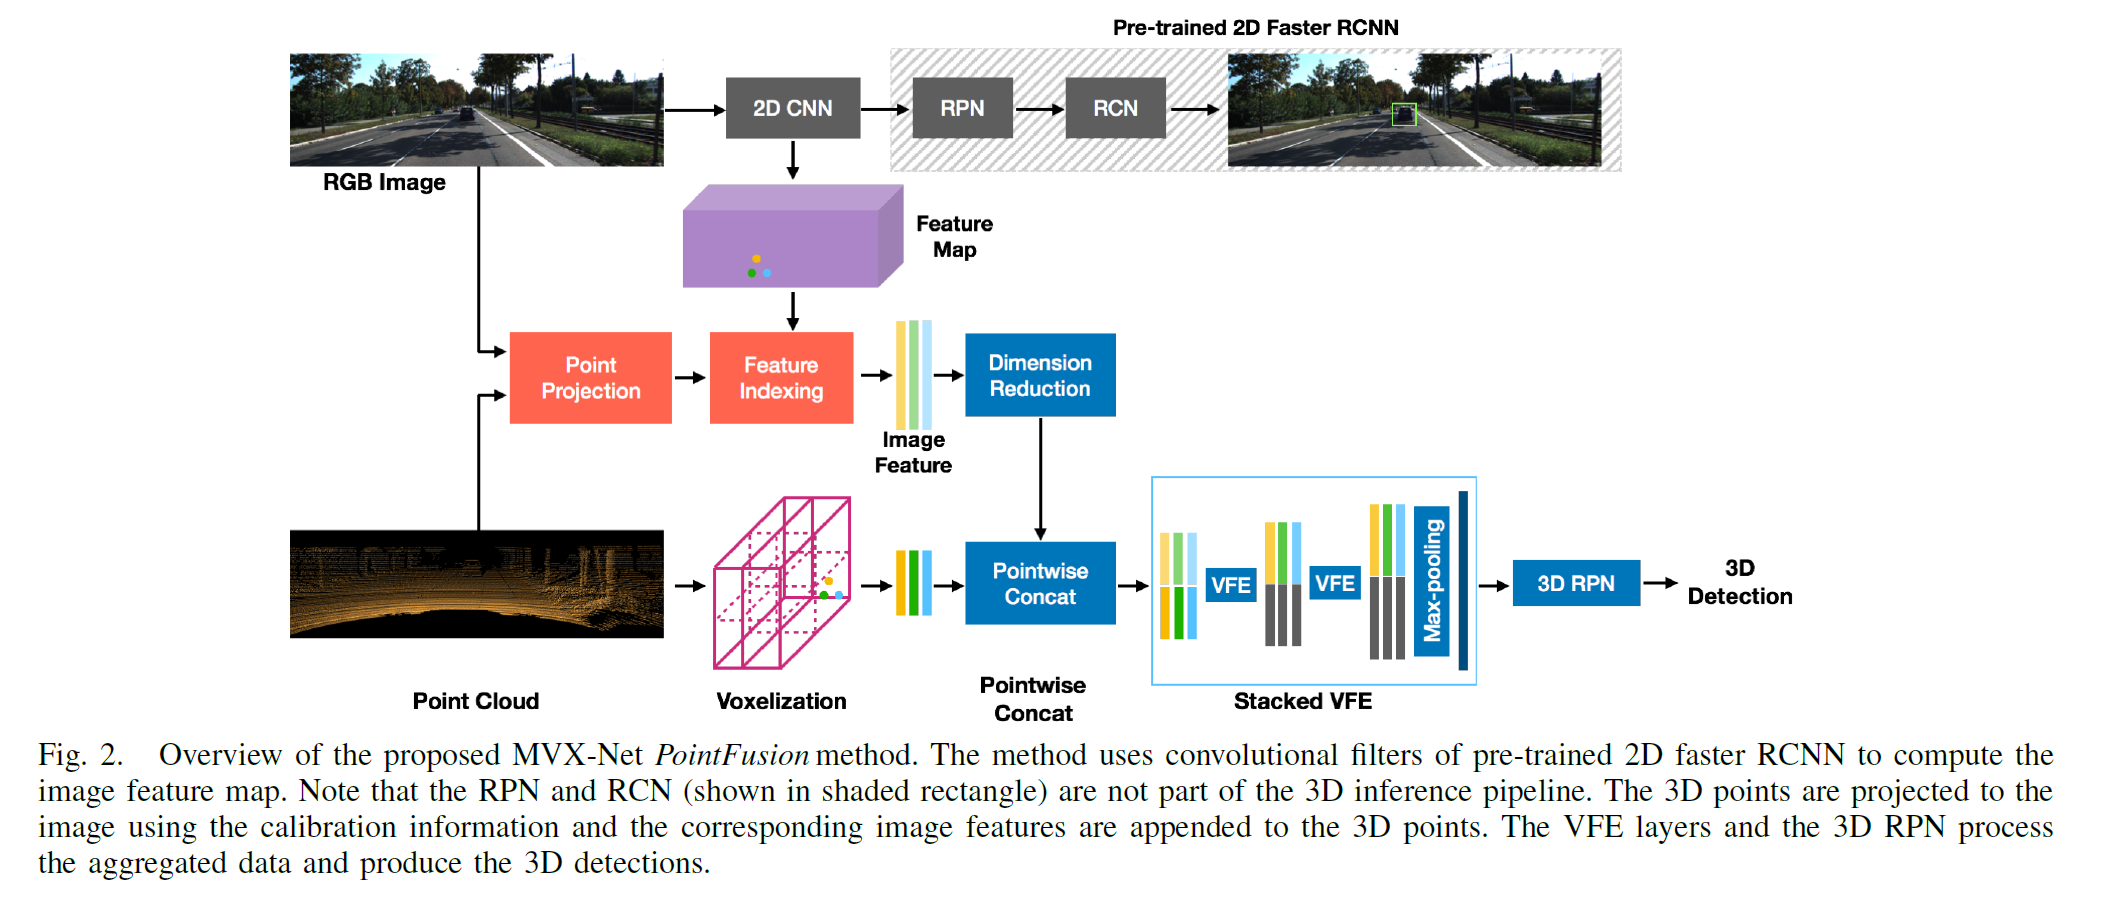 Pre-trained 2D Faster RCNN
2D CNN
RPN
RCN
RGB Image
Feature
Map
Point
Projection
Feature
Indexing
Dimension
Reduction
Image
Feature
Pointwise
Concat
VFE
VFE
Max-pooling
3D RPN
3D
Detection
Point Cloud
Voxelization
Pointwise
Concat
Stacked VFE
Fig. 2. Overview of the proposed MVX-Net PointFusion method. The method uses convolutional filters of pre-trained 2D faster RCNN to compute the
image feature map. Note that the RPN and RCN (shown in shaded rectangle) are not part of the 3D inference pipeline. The 3D points are projected to the
image using the calibration information and the corresponding image features are appended to the 3D points. The VFE layers and the 3D RPN process
the aggregated data and produce the 3D detections.